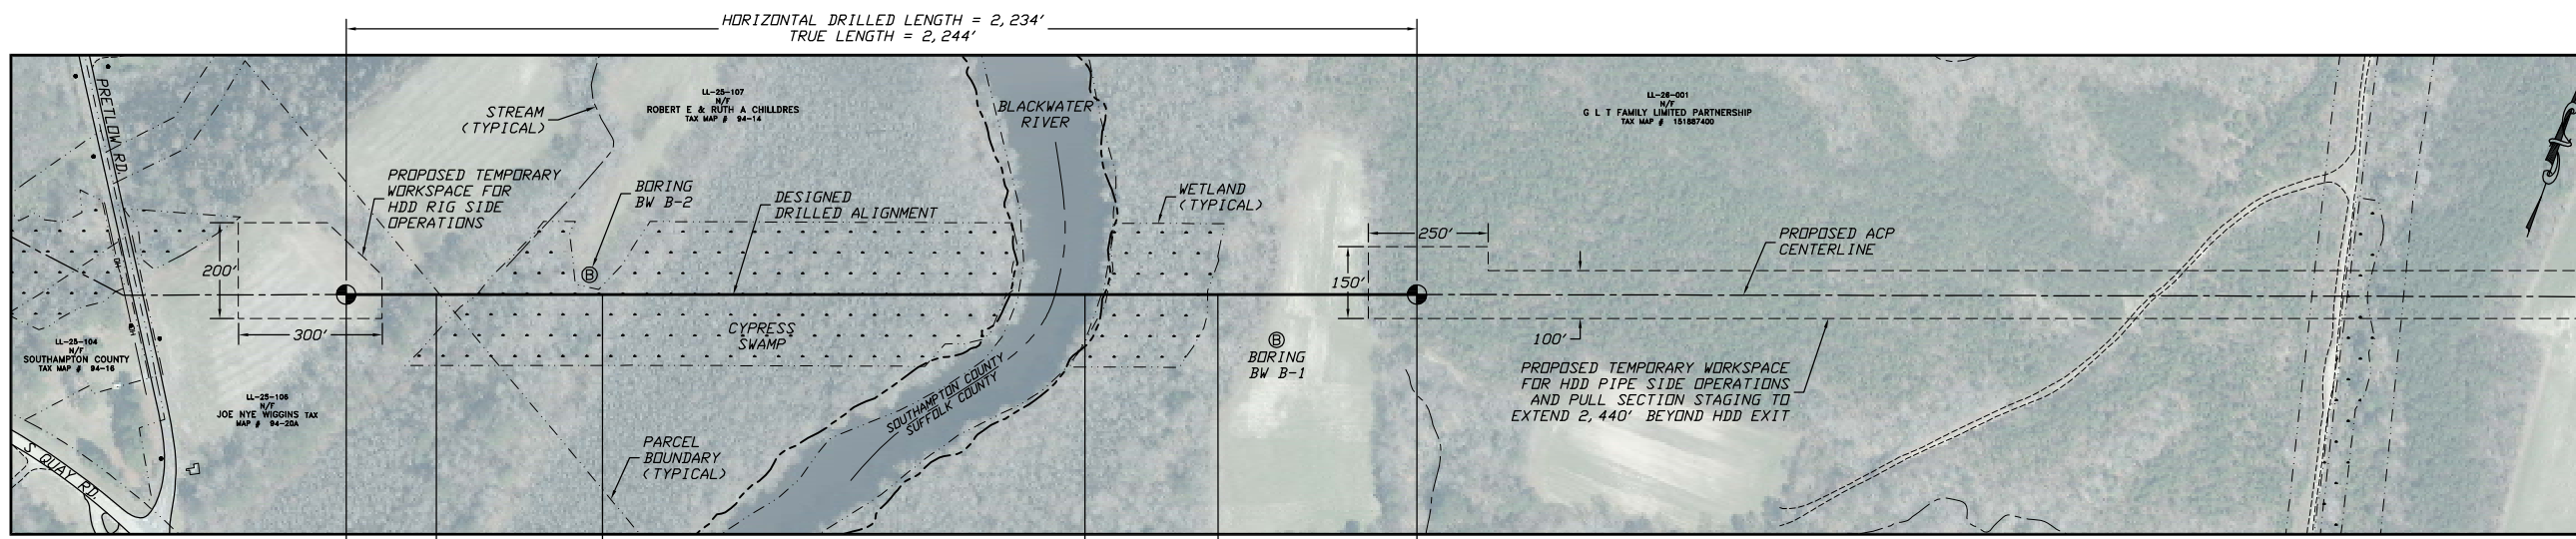 HORIZONTAL DRILLED LENGTH = 2,234'
TRUE LENGTH = 2,244'
PRETLOW RD.
STREAM
(TYPICAL)
LL-25-107
N/F
ROBERT E & RUTH A CHILLDRES
TAX MAP # 94-14
BLACKWATER
RIVER
LL-26-001
N/F
G L T FAMILY LIMITED PARTNERSHIP
TAX MAP # 151887400
PROPOSED TEMPORARY
WORKSPACE FOR
HDD RIG SIDE
OPERATIONS
BORING
BW B-2
DESIGNED
DRILLED ALIGNMENT
WETLAND
(TYPICAL)
250'
PROPOSED ACP
CENTERLINE
200'
B
150'
OH
300'
CYPRESS
SWAMP
B
BORING
BW B-1
100'
OH
LL-25-104
N/F
SOUTHAMPTON COUNTY
TAX MAP # 94-16
SOUTHAMPTON COUNTY
SUFFOLK COUNTY
PROPOSED TEMPORARY WORKSPACE
FOR HDD PIPE SIDE OPERATIONS
AND PULL SECTION STAGING TO
EXTEND 2,440' BEYOND HDD EXIT
LL-25-106
N/F
JOE NYE WIGGINS TAX
MAP # 94-20A
PARCEL
BOUNDARY
(TYPICAL)
S QUAY RD.